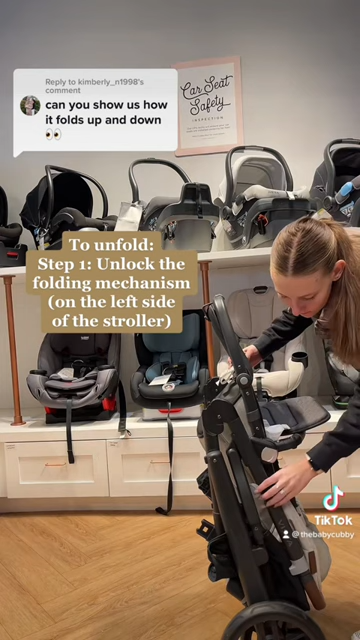 Reply to kimberly_n1998's
comment
can you show us how
it folds up and down
👀
Car Seat
Safety
INSPECTION
To unfold:
Step 1: Unlock the
folding mechanism
(on the left side
of the stroller)
TikTok
@thebabycubby